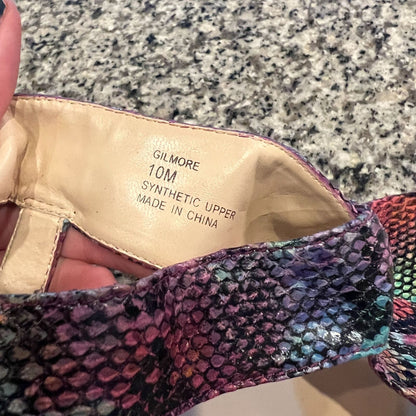 GILMORE
10M
SYNTHETIC UPPER
MADE IN CHINA